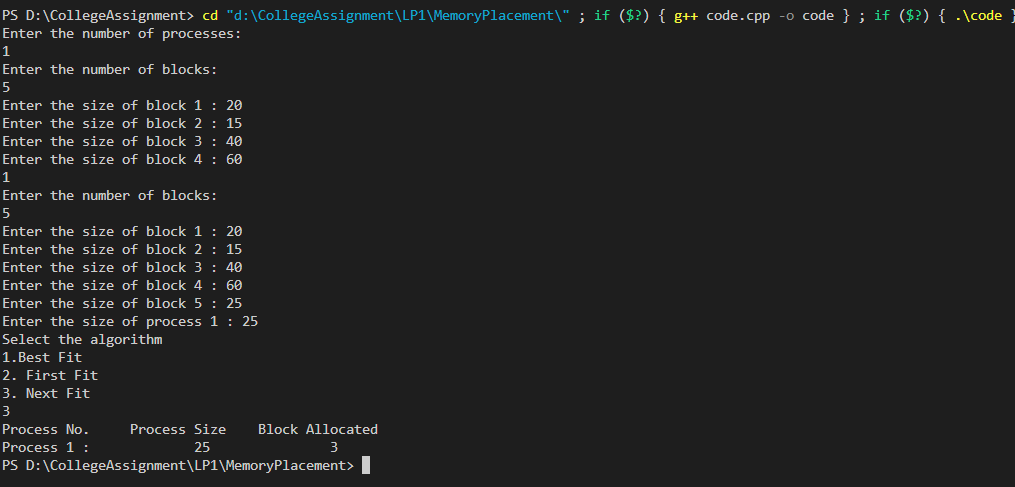 PS D:\CollegeAssignment> cd "d:\CollegeAssignment\LP1\MemoryPlacement\" ; if ($?) { g++ code.cpp -o code } ; if ($?) { .\code }
Enter the number of processes:
1
Enter the number of blocks:
5
Enter the size of block 1 : 20
Enter the size of block 2 : 15
Enter the size of block 3 : 40
Enter the size of block 4 : 60
1
Enter the number of blocks:
5
Enter the size of block 1 : 20
Enter the size of block 2 : 15
Enter the size of block 3 : 40
Enter the size of block 4 : 60
Enter the size of block 5 : 25
Enter the size of process 1 : 25
Select the algorithm
1.Best Fit
2. First Fit
3. Next Fit
3
Process No.     Process Size    Block Allocated
Process 1 :             25               3
PS D:\CollegeAssignment\LP1\MemoryPlacement>